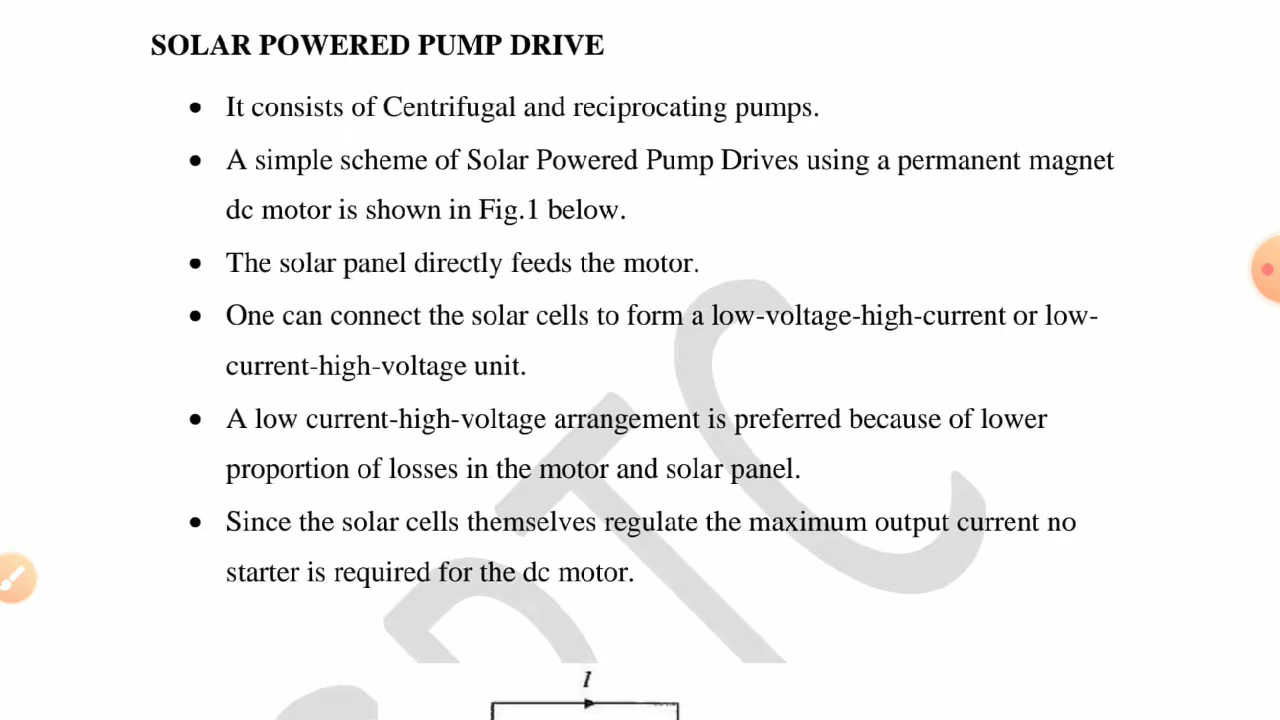 SOLAR POWERED PUMP DRIVE
• It consists of Centrifugal and reciprocating pumps.
• A simple scheme of Solar Powered Pump Drives using a permanent magnet
dc motor is shown in Fig.1 below.
• The solar panel directly feeds the motor.
• One can connect the solar cells to form a low-voltage-high-current or low-
current-high-voltage unit.
• A low current-high-voltage arrangement is preferred because of lower
proportion of losses in the motor and solar panel.
• Since the solar cells themselves regulate the maximum output current no
starter is required for the dc motor.
I